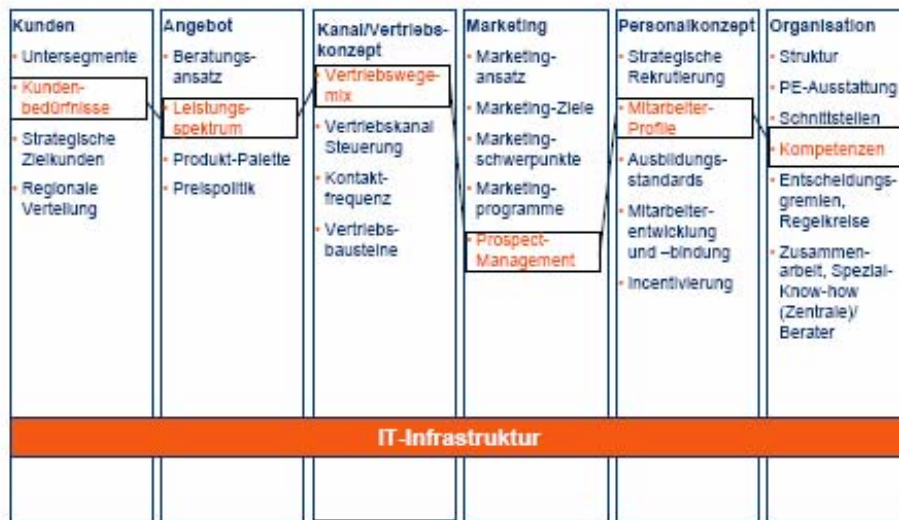 Kunden
• Untersegmente
• Kunden-
bedürfnisse
• Strategische
Zielkunden
• Regionale
Verteilung
Angebot
• Beratungs-
ansatz
• Leistungs-
spektrum
• Produkt-Palette
• Preispolitik
Kanal/Vertriebs-
konzept
• Vertriebswege-
mix
• Vertriebskanal
Steuerung
• Kontakt-
frequenz
• Vertriebs-
bausteine
Marketing
• Marketing-
ansatz
• Marketing-Ziele
• Marketing-
schwerpunkte
• Marketing-
programme
• Prospect-
Management
Personalkonzept
• Strategische
Rekrutierung
• Mitarbeiter-
Profile
• Ausbildungs-
standards
• Mitarbeiter-
entwicklung
und –bindung
• Incentivierung
Organisation
• Struktur
• PE-Ausstattung
• Schnittstellen
• Kompetenzen
• Entscheidungs-
gremien,
Regelkreise
• Zusammen-
arbeit, Spezial-
Know-how
(Zentrale)/
Berater
IT-Infrastruktur